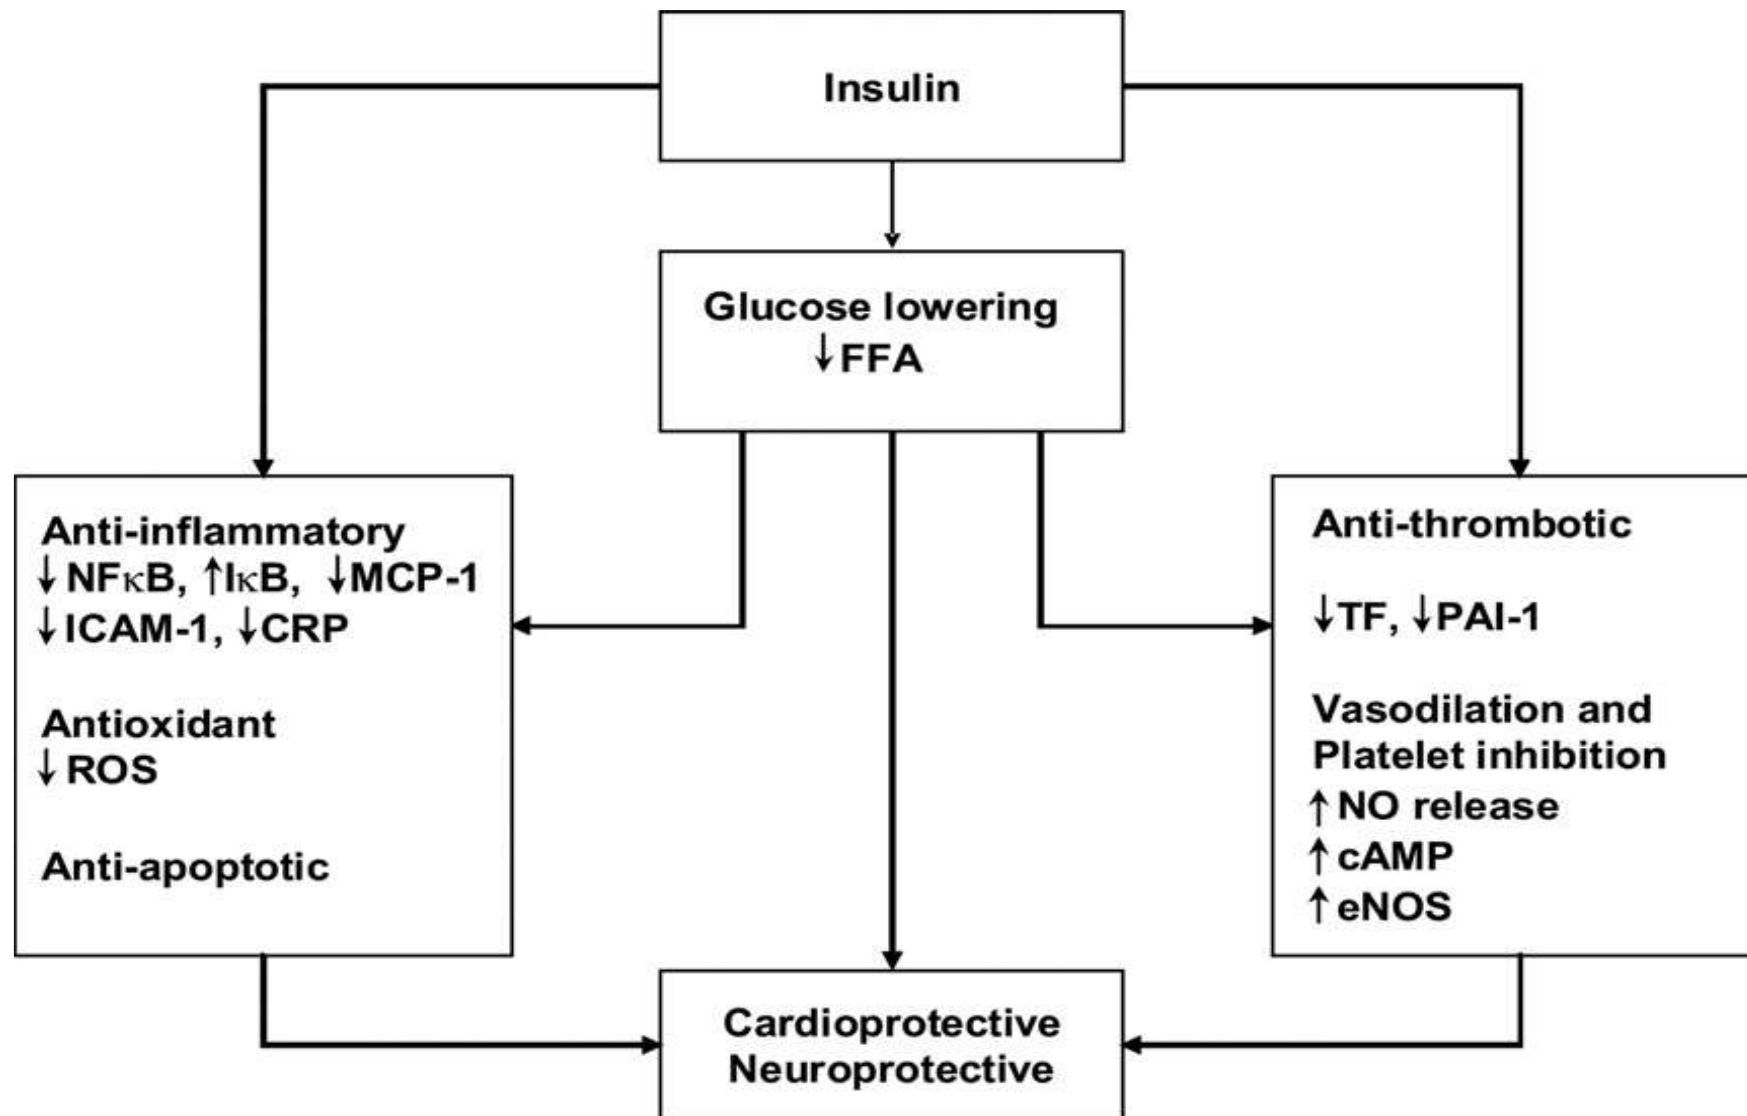 Insulin
Glucose lowering
↓FFA
Anti-inflammatory
↓NFκB, ↑IκB, ↓MCP-1
↓ICAM-1, ↓CRP
Antioxidant
↓ROS
Anti-apoptotic
Anti-thrombotic
↓TF, ↓PAI-1
Vasodilation and
Platelet inhibition
↑NO release
↑cAMP
↑eNOS
Cardioprotective
Neuroprotective